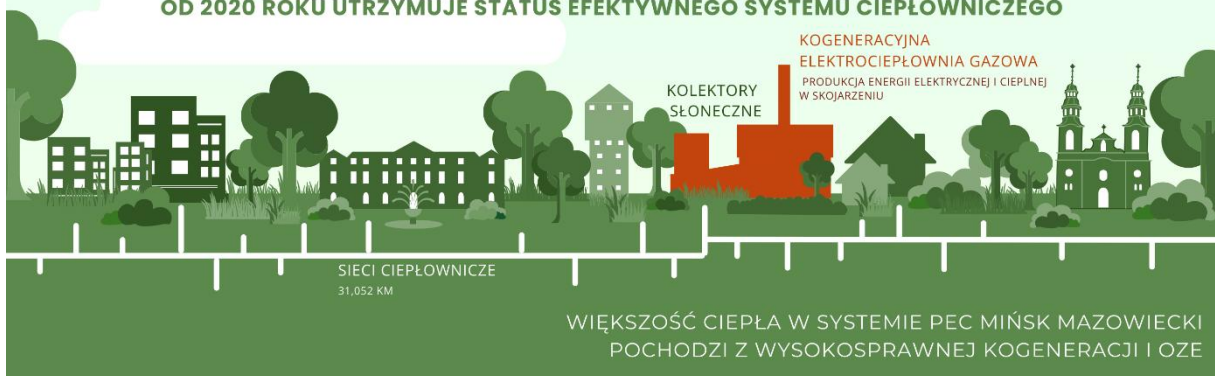 OD 2020 ROKU UTRZYMUJE STATUS EFEKTYWNEGO SYSTEMU CIEPŁOWNICZEGO
KOGENERACYJNA
ELEKTROCIEPŁOWNIA GAZOWA
PRODUKCJA ENERGII ELEKTRYCZNEJ I CIEPLNEJ
W SKOJARZENIU
KOLEKTORY
SŁONECZNE
SIECI CIEPŁOWNICZE
31,052 KM
WIĘKSZOŚĆ CIEPŁA W SYSTEMIE PEC MIŃSK MAZOWIECKI
POCHODZI Z WYSOKOSPRAWNEJ KOGENERACJI I OZE